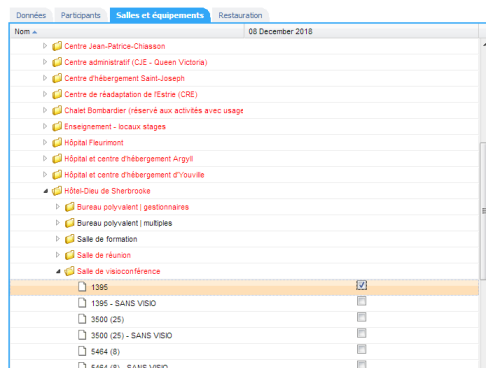 Données Participants Salles et équipements Restauration
Nom 08 December 2018
Centre Jean-Patrice-Chiasson
Centre administratif (CJE - Queen Victoria)
Centre d'hébergement Saint-Joseph
Centre de réadaptation de l'Estrie (CRE)
Chalet Bombardier (réservé aux activités avec usage
Enseignement - locaux stages
Hôpital Fleurimont
Hôpital et centre d'hébergement Argyll
Hôpital et centre d'hébergement d'Youville
Hôtel-Dieu de Sherbrooke
Bureau polyvalent | gestionnaires
Bureau polyvalent | multiples
Salle de formation
Salle de réunion
Salle de visioconférence
1395
1395 - SANS VISIO
3500 (25)
3500 (25) - SANS VISIO
5464 (8)
5464 (8) - SANS VISIO